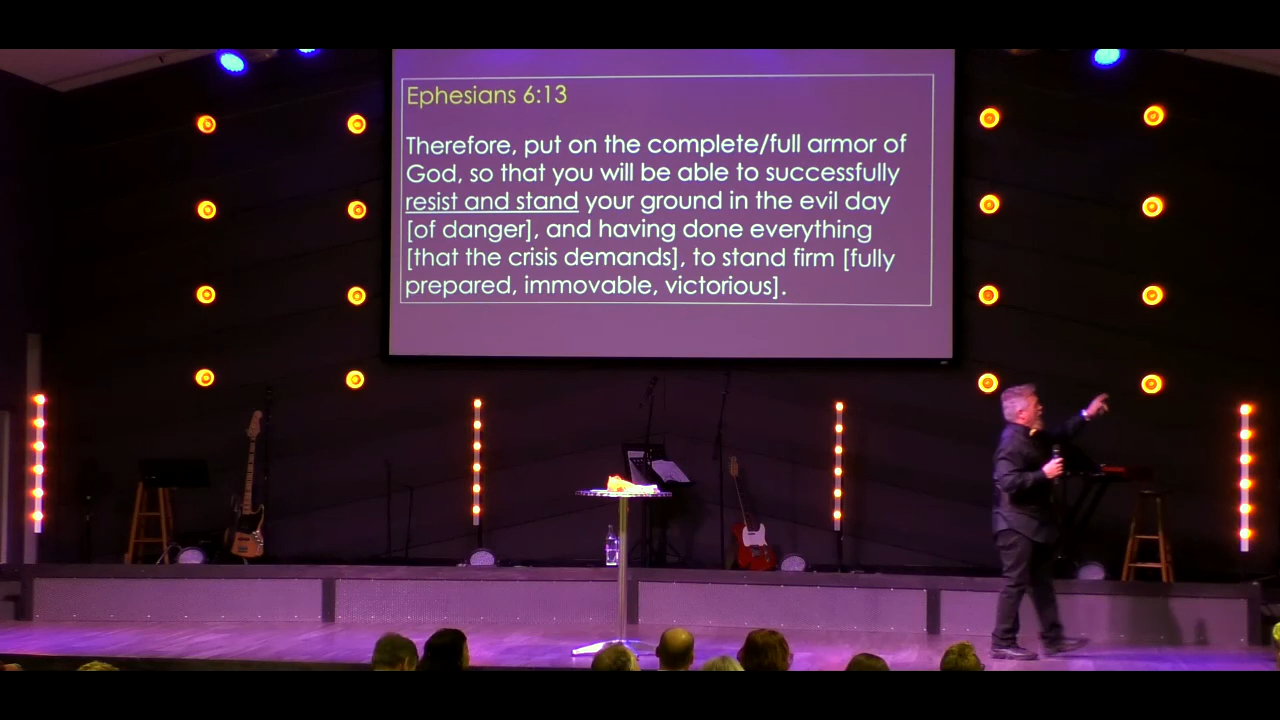 Ephesians 6:13
Therefore, put on the complete/full armor of
God, so that you will be able to successfully
resist and stand your ground in the evil day
[of danger], and having done everything
[that the crisis demands], to stand firm [fully
prepared, immovable, victorious].